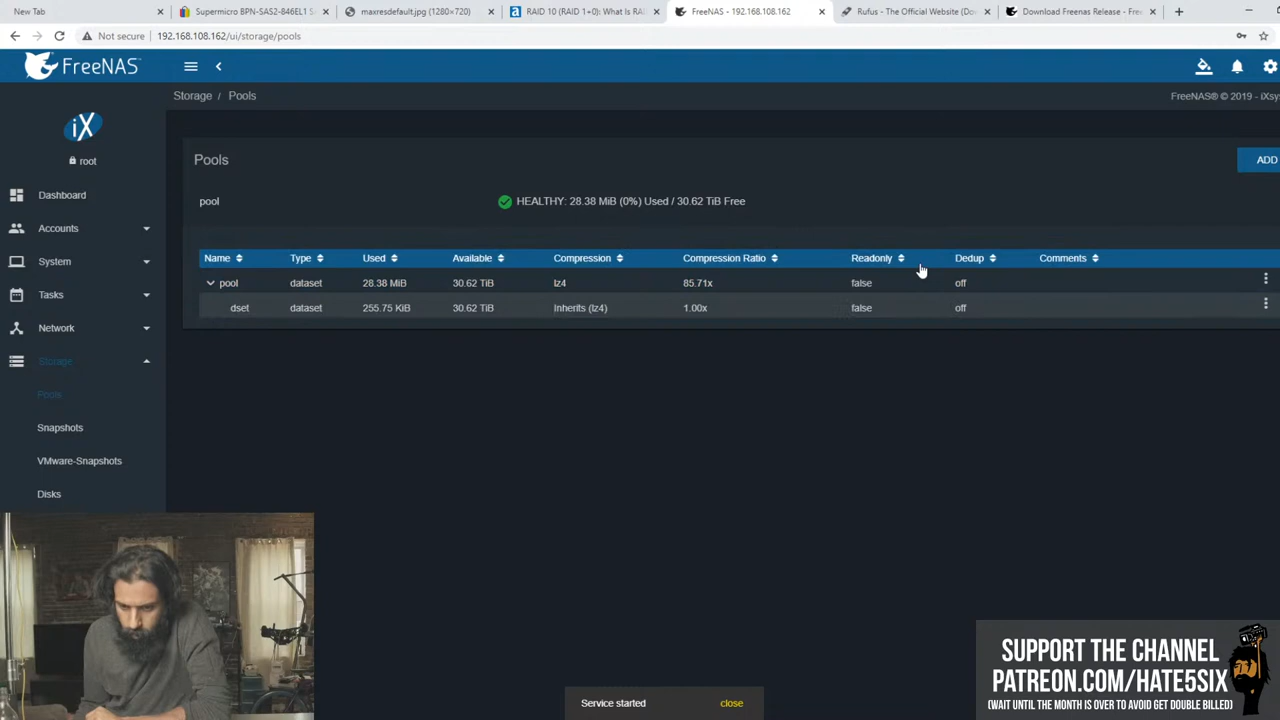 New Tab
Supermicro BPN-SAS2-846EL1 S
maxresdefault.jpg (1280×720)
RAID 10 (RAID 1+0): What Is RAI
FreeNAS - 192.168.108.162
Rufus - The Official Website (Do
Download Freenas Release - Fre
Not secure
192.168.108.162/ui/storage/pools
FreeNAS®
Storage / Pools
FreeNAS® © 2019 - iXsy
iX
root
Dashboard
Accounts
System
Tasks
Network
Storage
Pools
Snapshots
VMware-Snapshots
Disks
Pools
ADD
pool
HEALTHY: 28.38 MiB (0%) Used / 30.62 TiB Free
Name Type Used Available Compression Compression Ratio Readonly Dedup Comments
pool dataset 28.38 MiB 30.62 TiB lz4 85.71x false off
dset dataset 255.75 KiB 30.62 TiB Inherits (lz4) 1.00x false off
Service started close
SUPPORT THE CHANNEL
PATREON.COM/HATE5SIX
(WAIT UNTIL THE MONTH IS OVER TO AVOID GET DOUBLE BILLED)